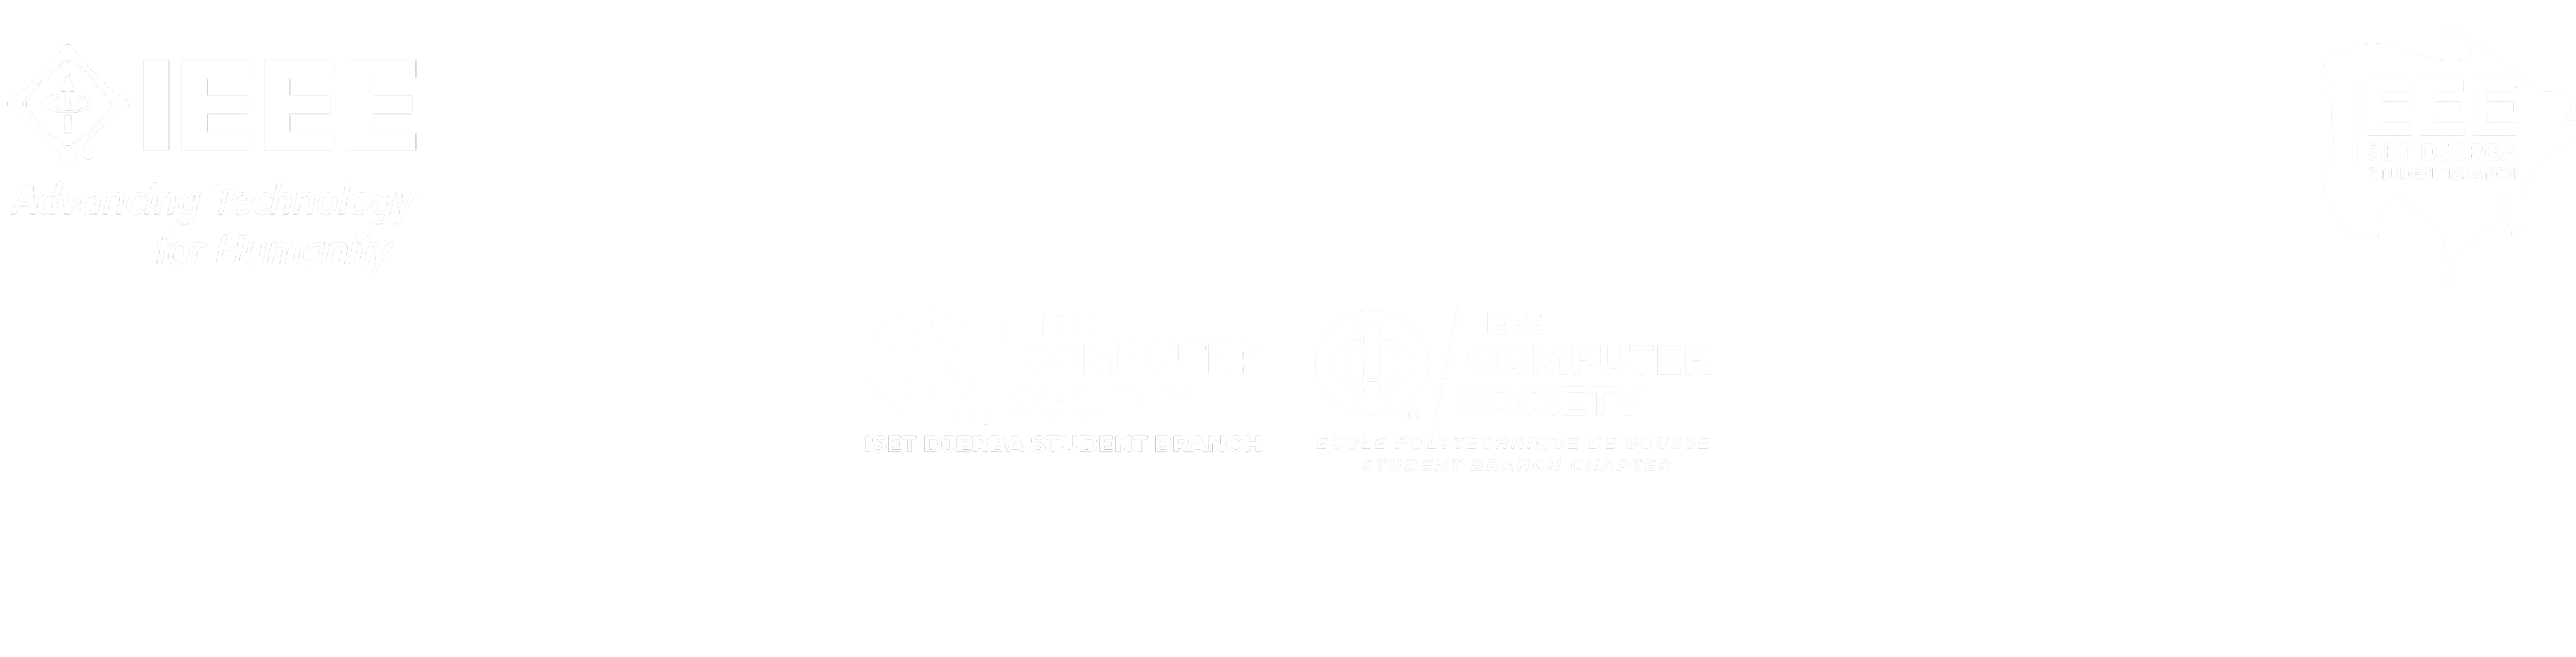 IEEE
Advancing Technology
for Humanity
IEEE
ISET DJERBA
STUDENT BRANCH
ISET DJERBA STUDENT BRANCH
IEEE
COMPUTER
SOCIETY
ECOLE POLYTECHNIQUE DE SOUSSE
STUDENT BRANCH CHAPTER